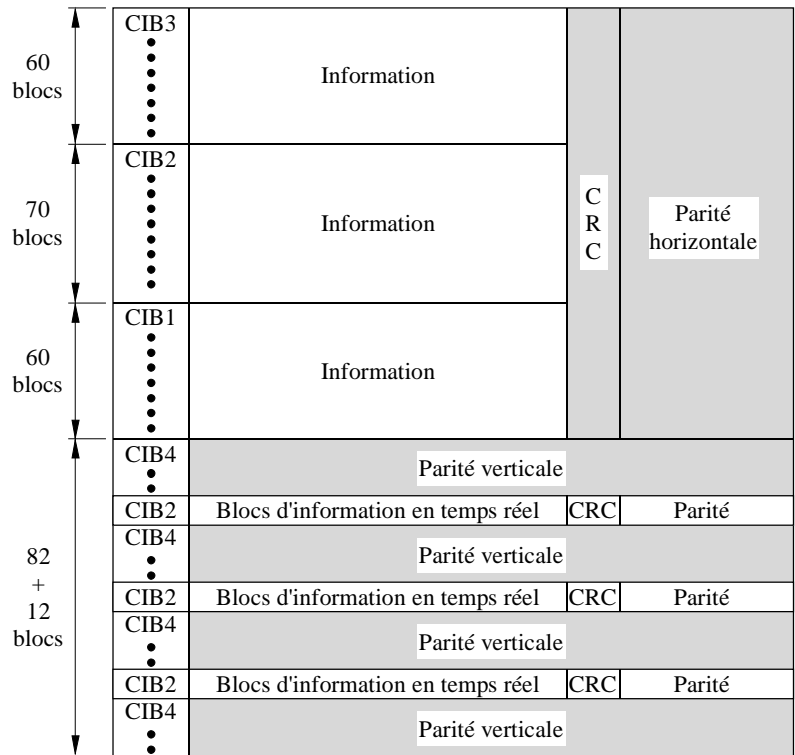 CIB3
60
blocs
Information
CIB2
70
blocs
Information
C
R
C
Parité
horizontale
CIB1
60
blocs
Information
CIB4
Parité verticale
CIB2 Blocs d'information en temps réel CRC Parité
CIB4
Parité verticale
82
+
12
blocs
CIB2 Blocs d'information en temps réel CRC Parité
CIB4
Parité verticale
CIB2 Blocs d'information en temps réel CRC Parité
CIB4
Parité verticale